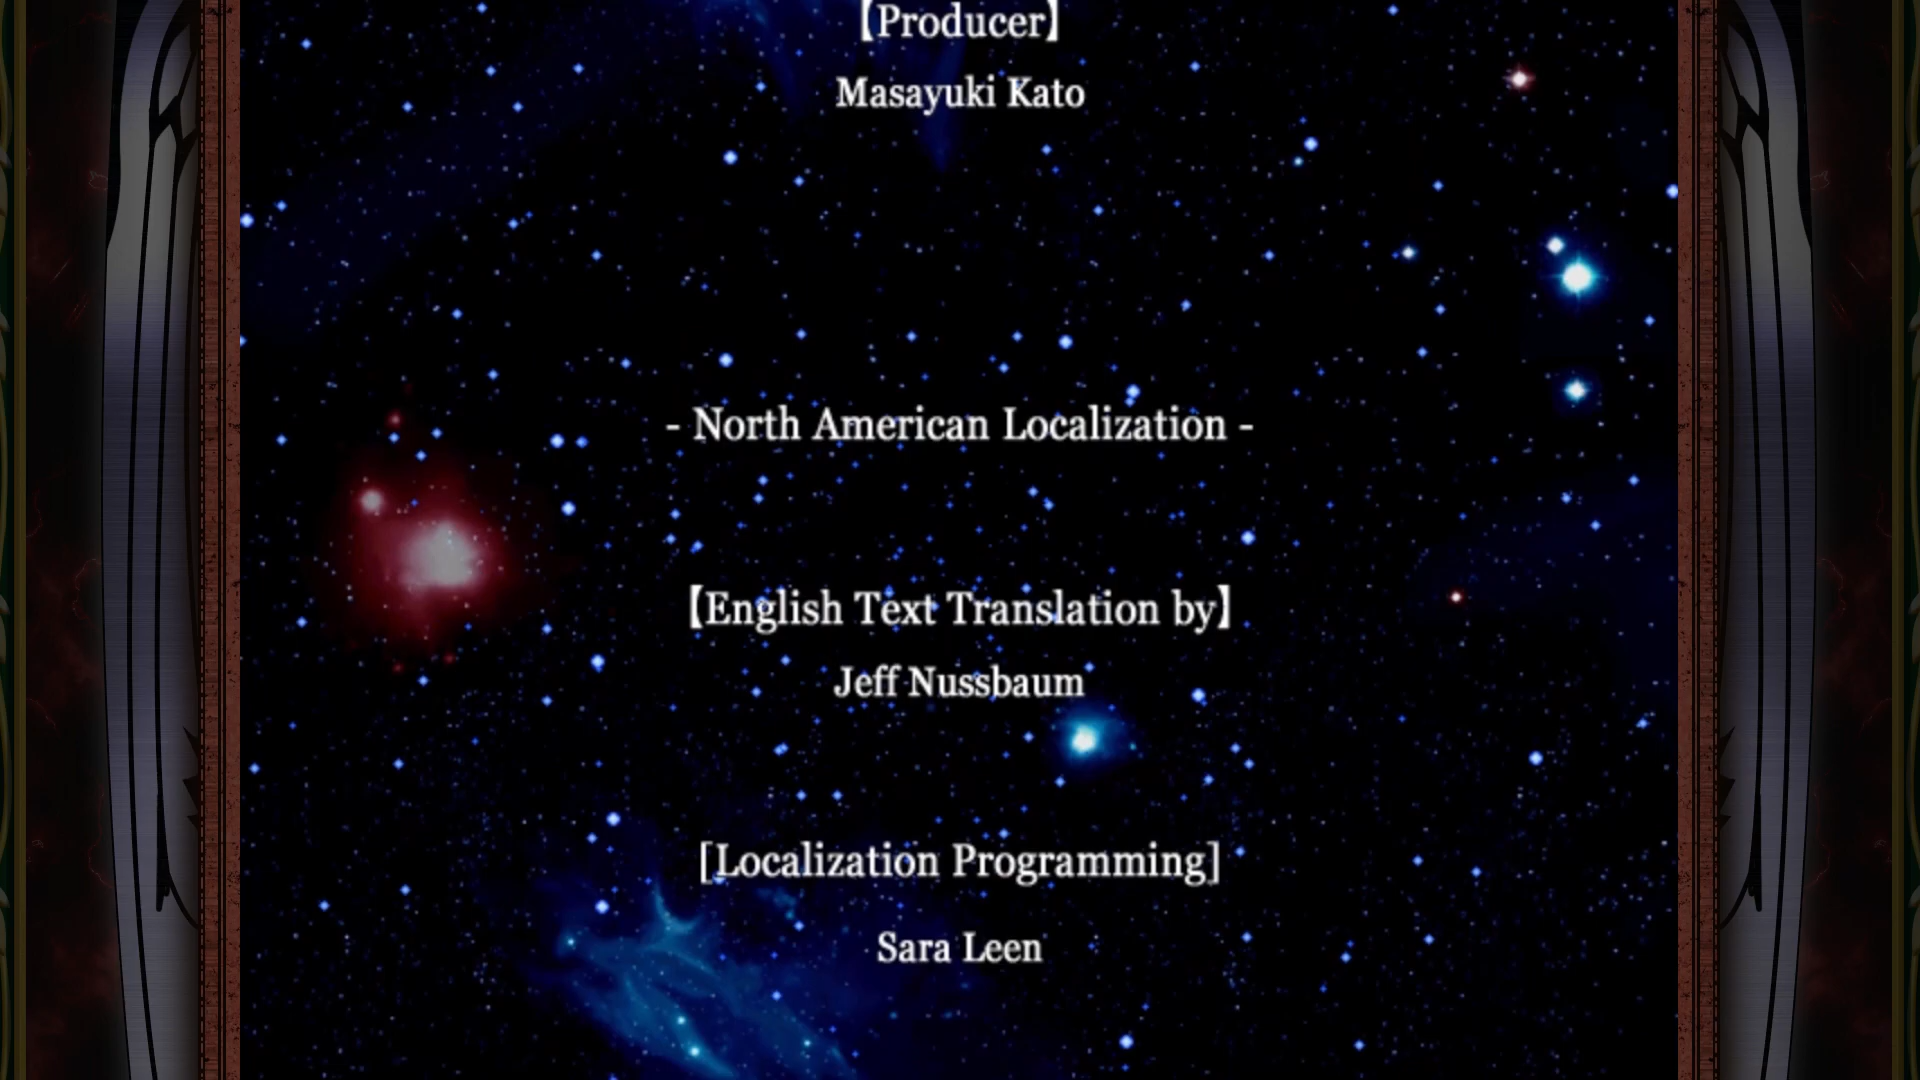 【Producer】
Masayuki Kato
- North American Localization -
【English Text Translation by】
Jeff Nussbaum
[Localization Programming]
Sara Leen